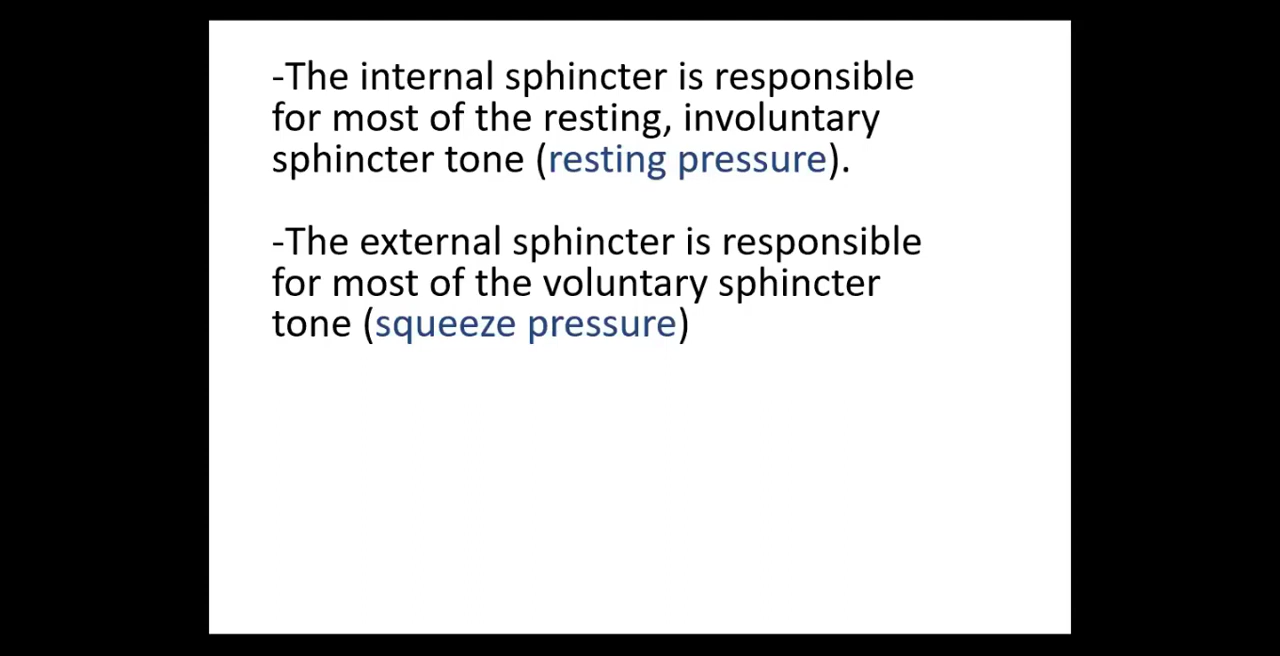 -The internal sphincter is responsible
for most of the resting, involuntary
sphincter tone (resting pressure).
-The external sphincter is responsible
for most of the voluntary sphincter
tone (squeeze pressure)